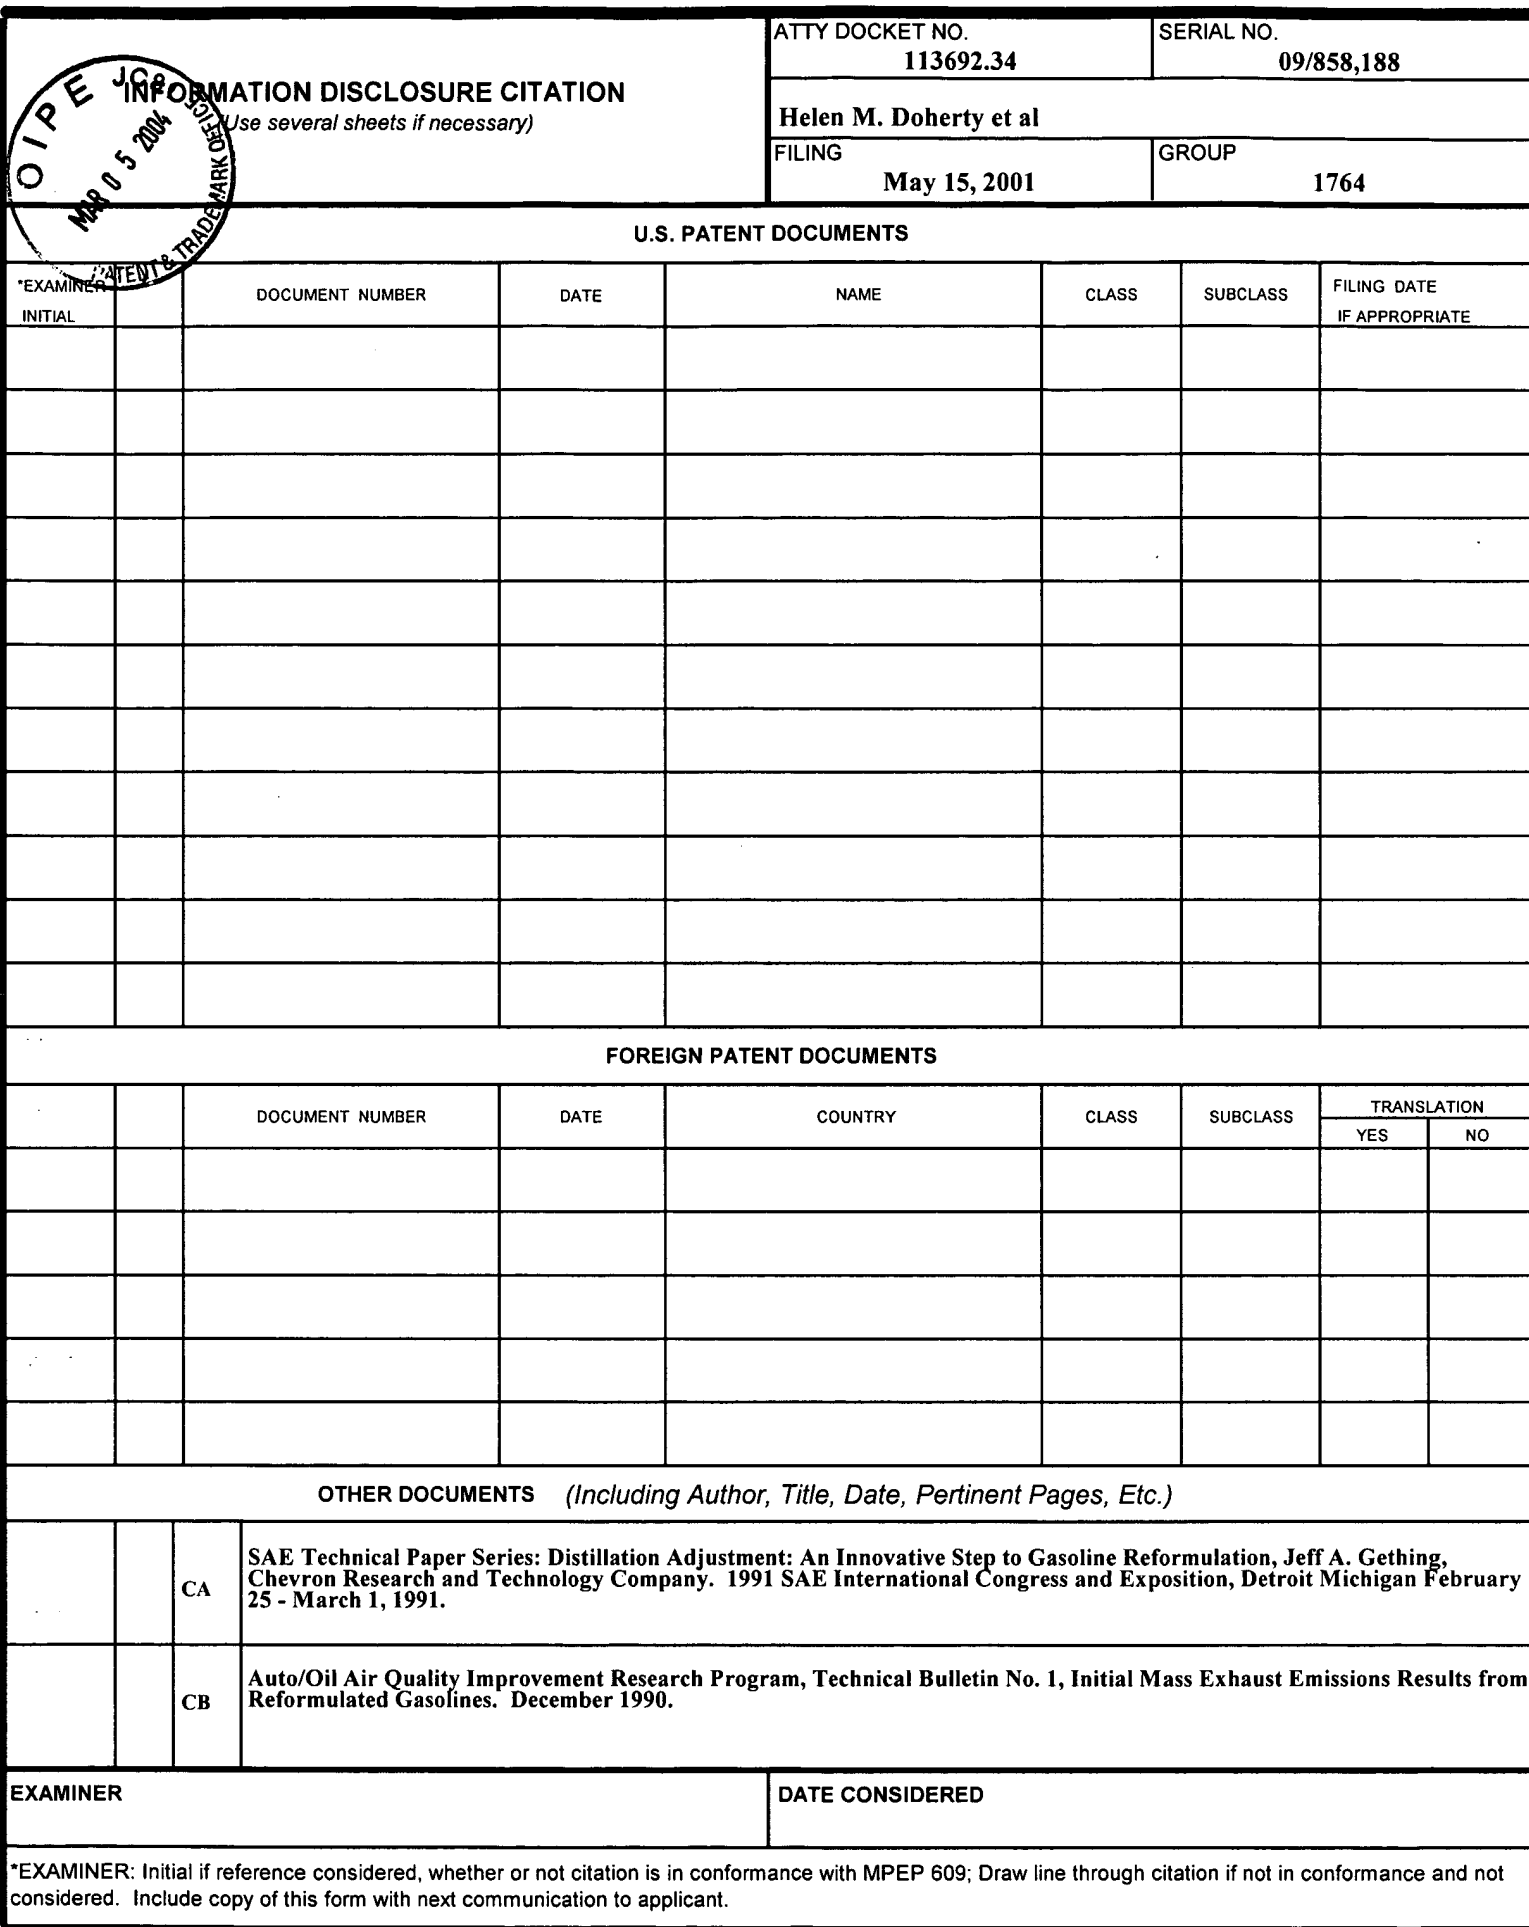 ATTY DOCKET NO.
113692.34
SERIAL NO.
09/858,188
INFORMATION DISCLOSURE CITATION
(Use several sheets if necessary)
Helen M. Doherty et al
FILING
May 15, 2001
GROUP
1764
OIPE
MAR 05 2004
PATENT & TRADEMARK OFFICE
U.S. PATENT DOCUMENTS
*EXAMINER
INITIAL
DOCUMENT NUMBER
DATE
NAME
CLASS
SUBCLASS
FILING DATE
IF APPROPRIATE
FOREIGN PATENT DOCUMENTS
DOCUMENT NUMBER
DATE
COUNTRY
CLASS
SUBCLASS
TRANSLATION
YES
NO
OTHER DOCUMENTS (Including Author, Title, Date, Pertinent Pages, Etc.)
CA
SAE Technical Paper Series: Distillation Adjustment: An Innovative Step to Gasoline Reformulation, Jeff A. Gething,
Chevron Research and Technology Company. 1991 SAE International Congress and Exposition, Detroit Michigan February
25 - March 1, 1991.
CB
Auto/Oil Air Quality Improvement Research Program, Technical Bulletin No. 1, Initial Mass Exhaust Emissions Results from
Reformulated Gasolines. December 1990.
EXAMINER
DATE CONSIDERED
*EXAMINER: Initial if reference considered, whether or not citation is in conformance with MPEP 609; Draw line through citation if not in conformance and not
considered. Include copy of this form with next communication to applicant.